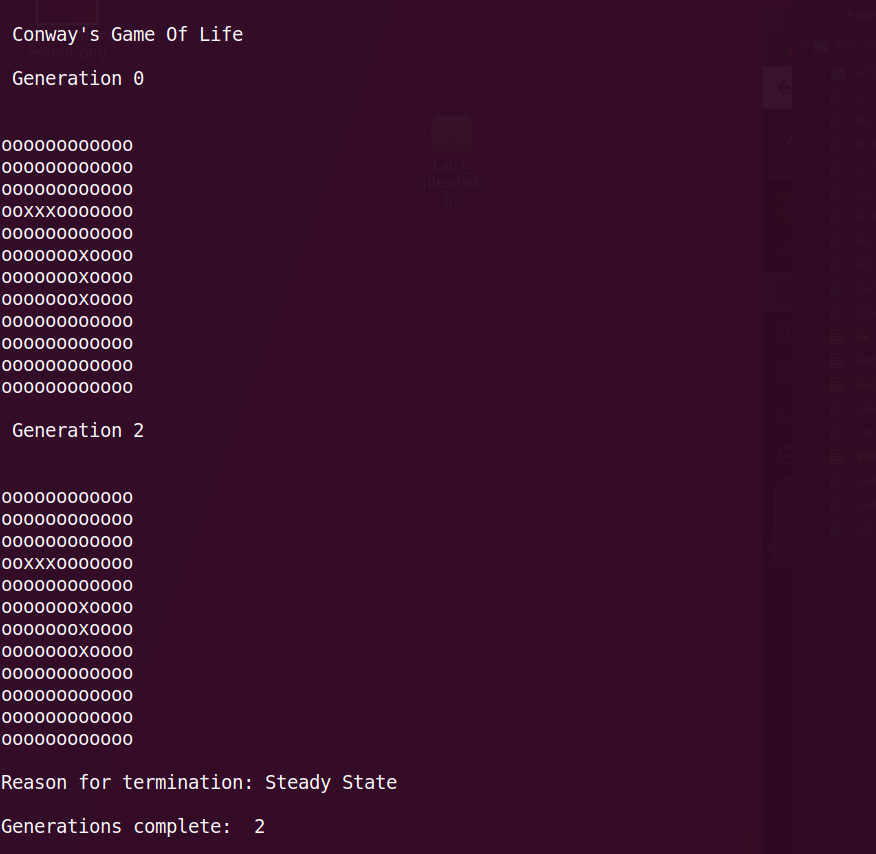 Conway's Game Of Life
Generation 0
oooooooooooo
oooooooooooo
oooooooooooo
ooxxxooooooo
oooooooooooo
oooooooxoooo
oooooooxoooo
oooooooxoooo
oooooooooooo
oooooooooooo
oooooooooooo
oooooooooooo
Generation 2
oooooooooooo
oooooooooooo
oooooooooooo
ooxxxooooooo
oooooooooooo
oooooooxoooo
oooooooxoooo
oooooooxoooo
oooooooooooo
oooooooooooo
oooooooooooo
oooooooooooo
Reason for termination: Steady State
Generations complete:  2
Lab2_
cjdembski.
zip